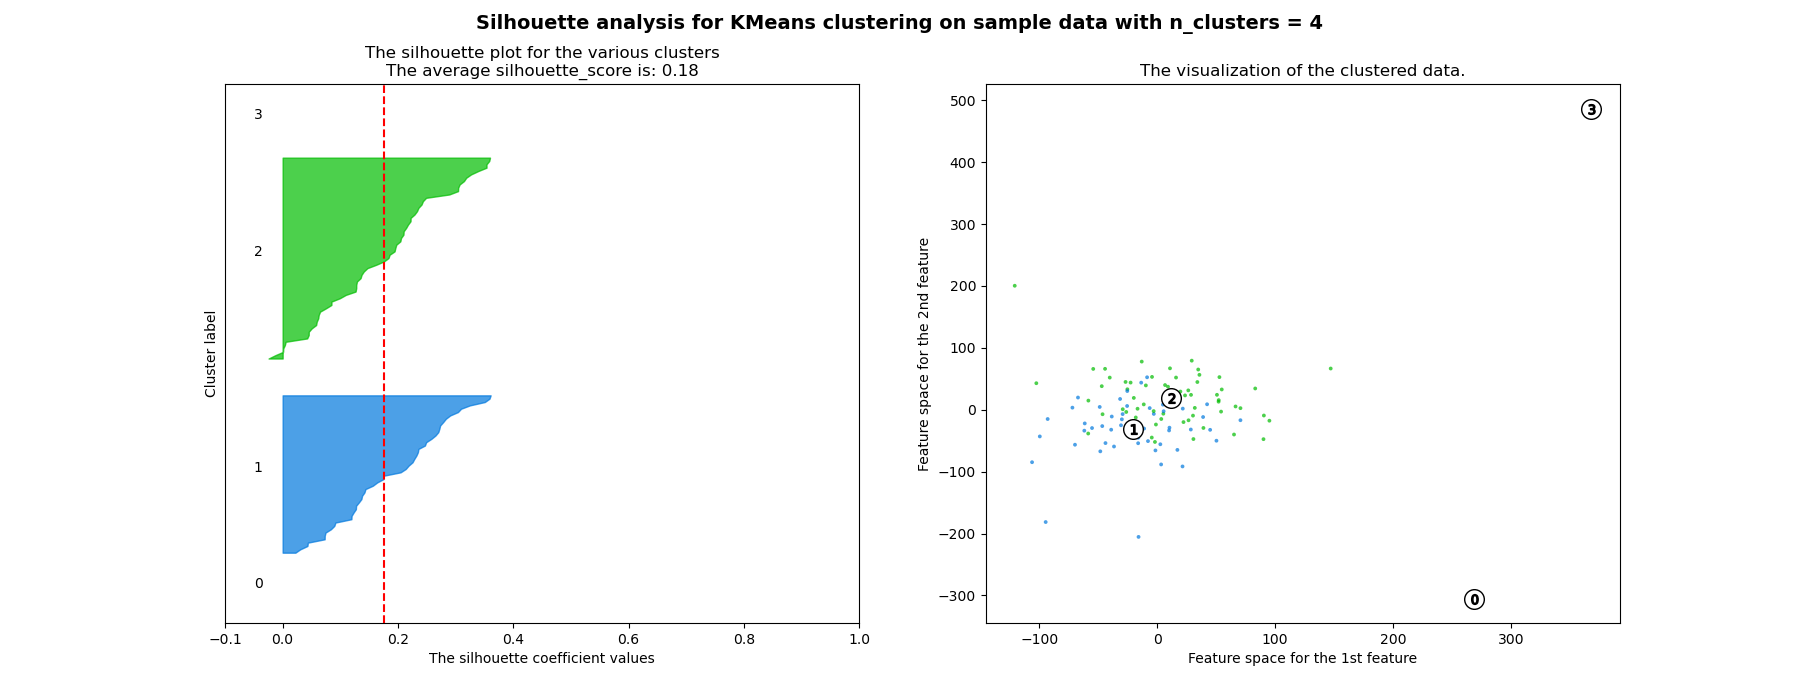 Silhouette analysis for KMeans clustering on sample data with n_clusters = 4
The silhouette plot for the various clusters
The average silhouette_score is: 0.18
3
2
1
0
Cluster label
−0.1 0.0 0.2 0.4 0.6 0.8 1.0
The silhouette coefficient values
The visualization of the clustered data.
500
400
300
200
100
0
−100
−200
−300
Feature space for the 2nd feature
3
2
1
0
−100 0 100 200 300
Feature space for the 1st feature